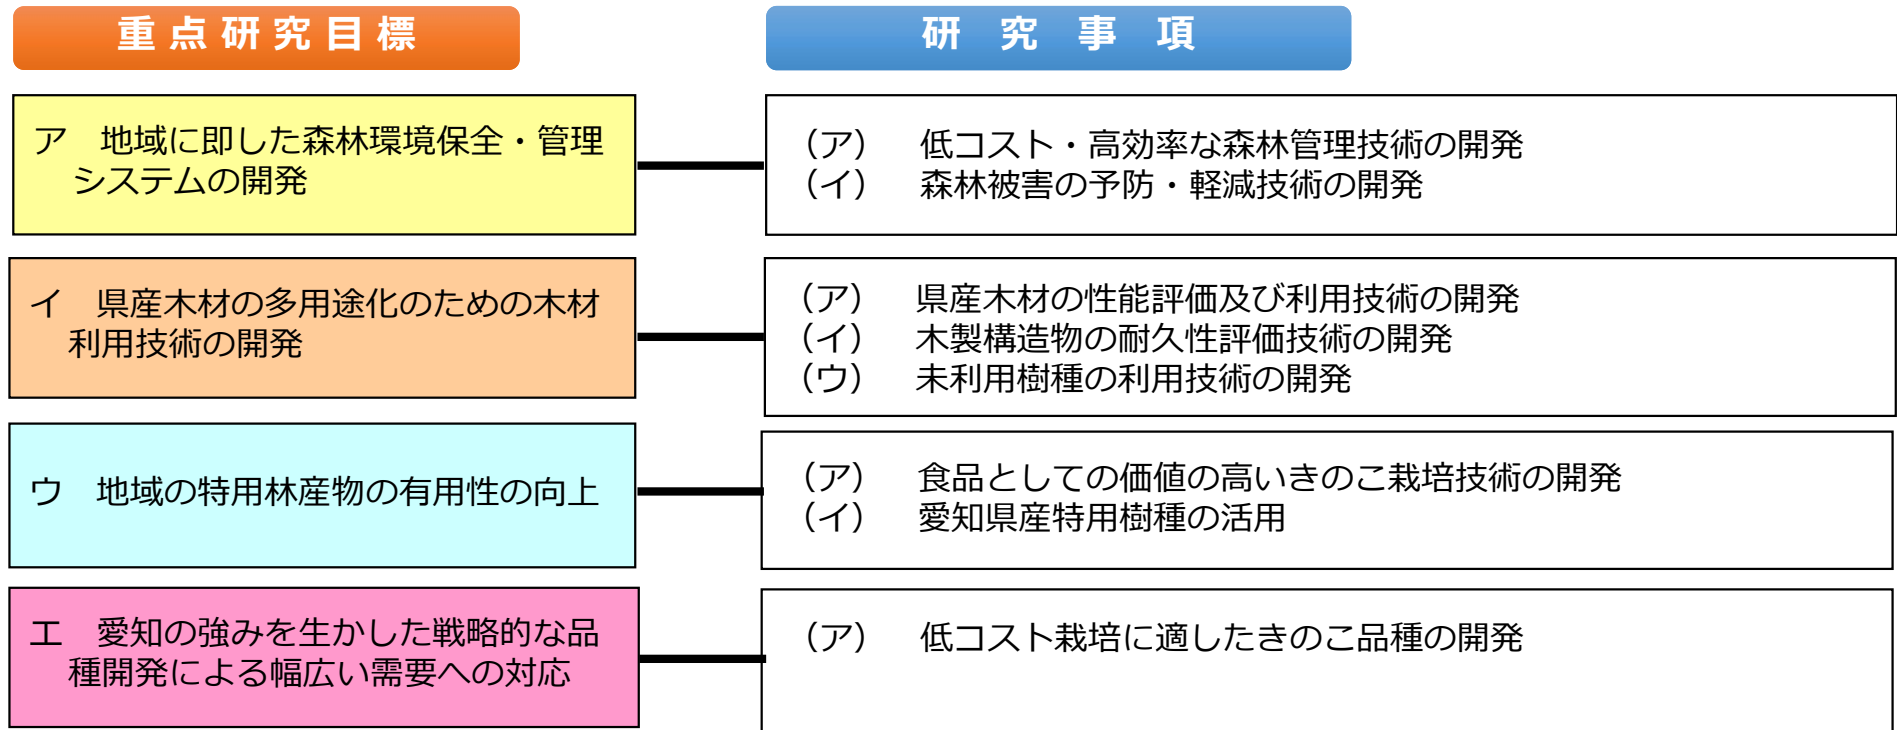 重点研究目標
研究事項
ア 地域に即した森林環境保全・管理
システムの開発
（ア） 低コスト・高効率な森林管理技術の開発
（イ） 森林被害の予防・軽減技術の開発
イ 県産木材の多用途化のための木材
利用技術の開発
（ア） 県産木材の性能評価及び利用技術の開発
（イ） 木製構造物の耐久性評価技術の開発
（ウ） 未利用樹種の利用技術の開発
ウ 地域の特用林産物の有用性の向上
（ア） 食品としての価値の高いきのこ栽培技術の開発
（イ） 愛知県産特用樹種の活用
エ 愛知の強みを生かした戦略的な品
種開発による幅広い需要への対応
（ア） 低コスト栽培に適したきのこ品種の開発